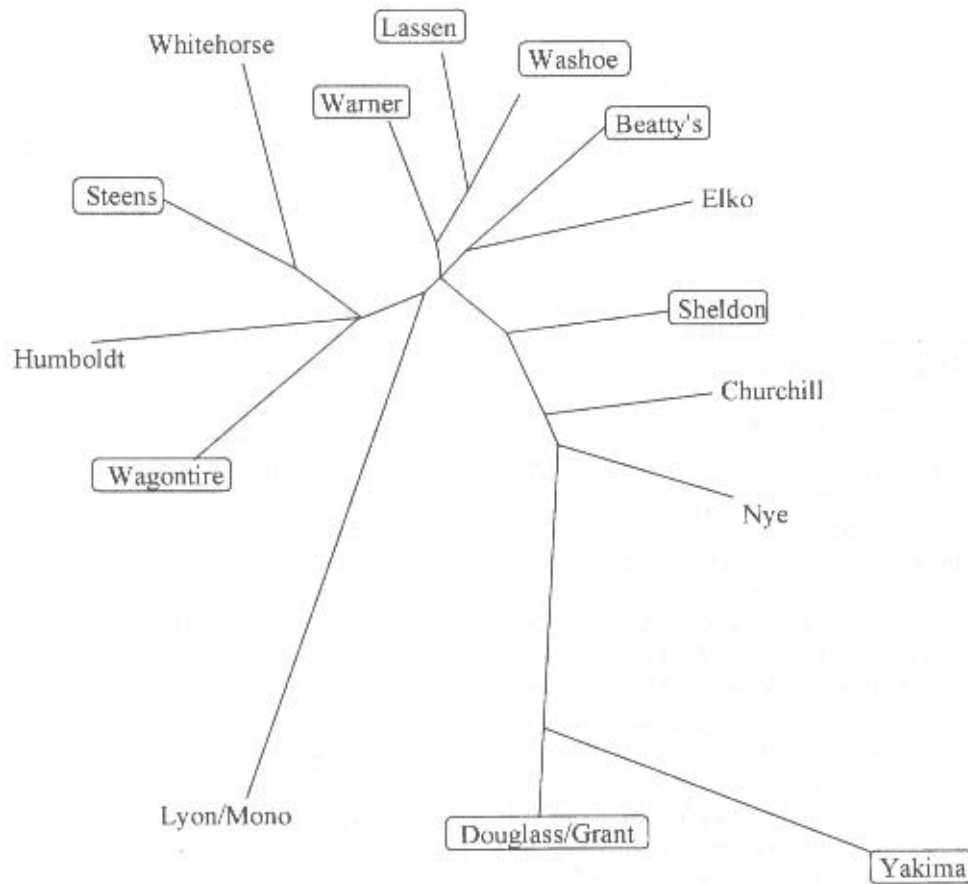 Lassen
Whitehorse
Washoe
Warner
Beatty's
Steens
Elko
Sheldon
Humboldt
Churchill
Wagontire
Nye
Lyon/Mono
Douglass/Grant
Yakima